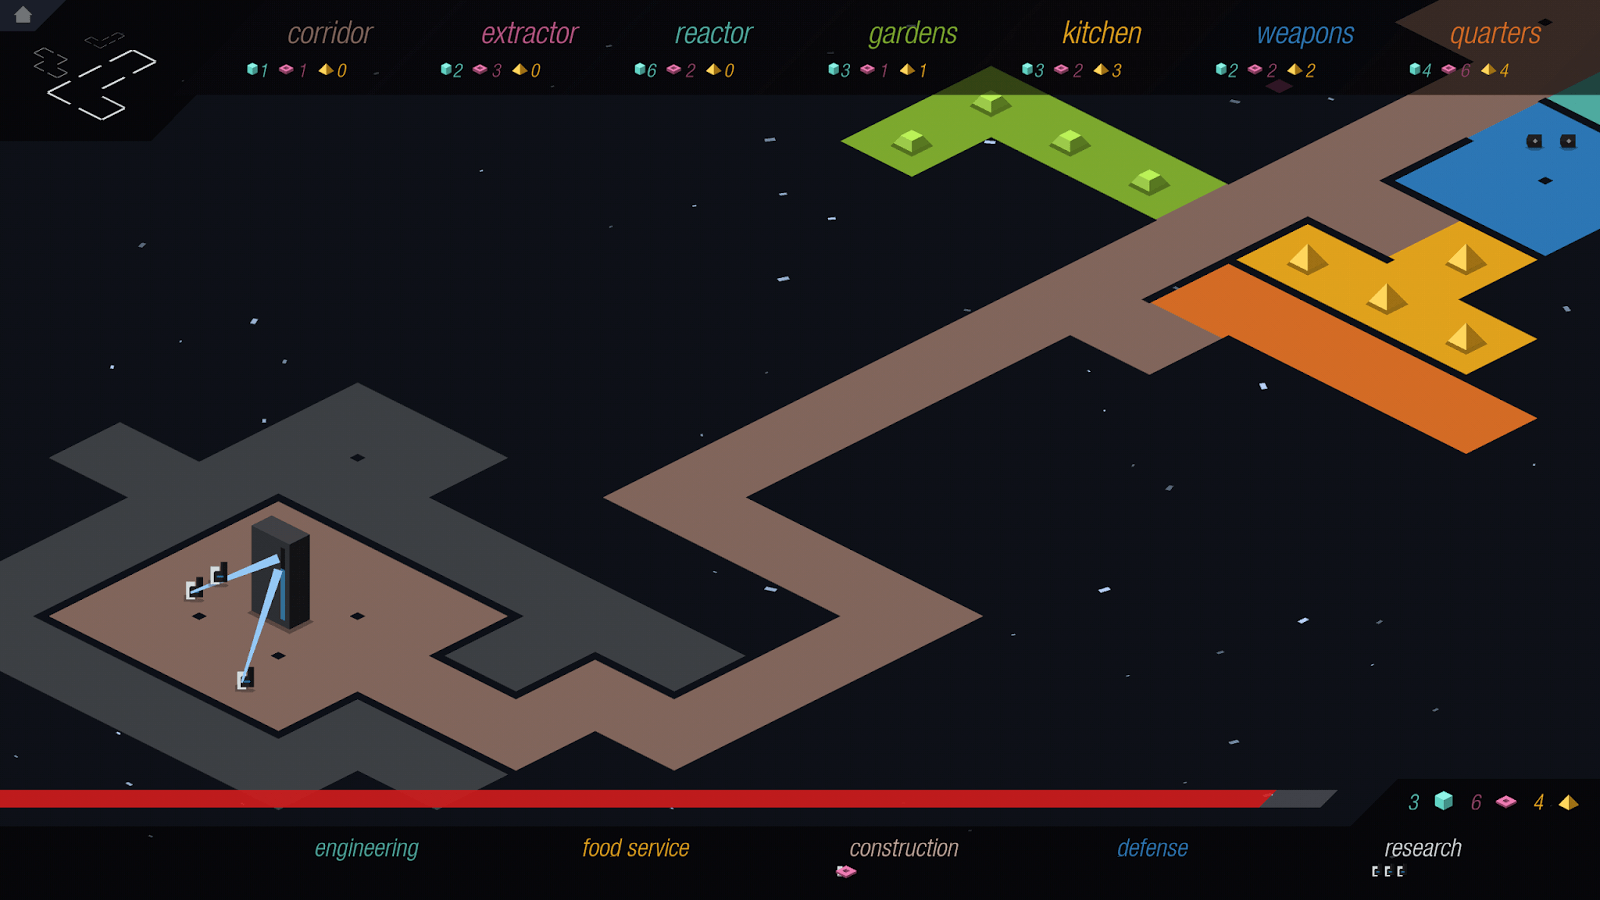 corridor extractor reactor gardens kitchen weapons quarters
1 1 0 2 3 0 6 2 0 3 1 1 3 2 3 2 2 2 4 6 4
3 6 4
engineering food service construction defense research